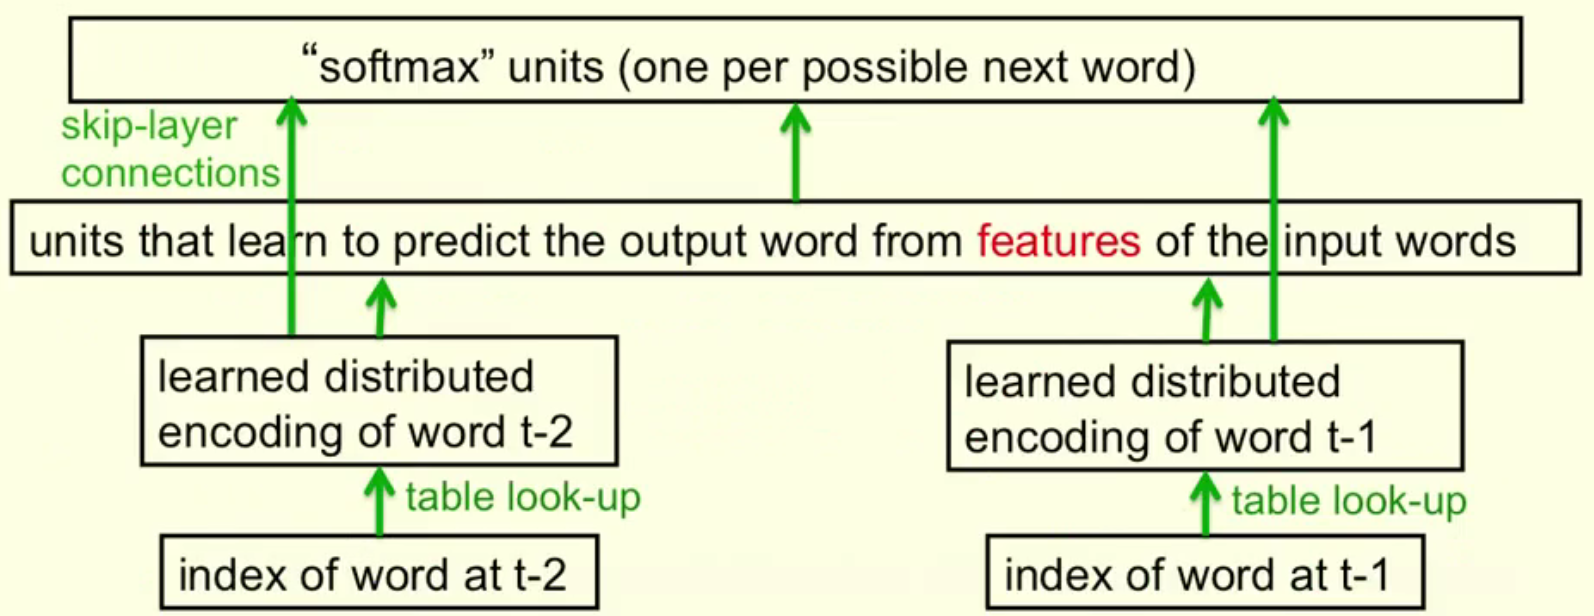 “softmax” units (one per possible next word)
skip-layer
connections
units that learn to predict the output word from features of the input words
learned distributed
encoding of word t-2
learned distributed
encoding of word t-1
table look-up
table look-up
index of word at t-2
index of word at t-1